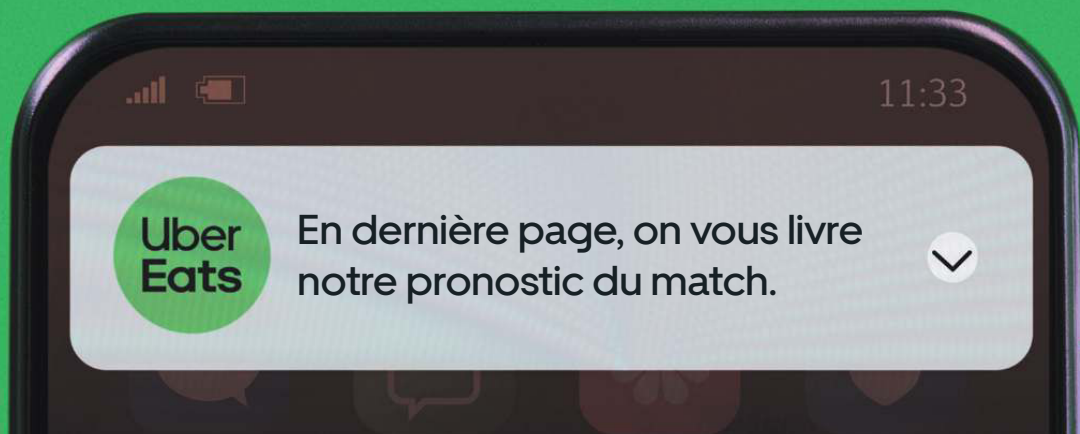 11:33
Uber
Eats
En dernière page, on vous livre
notre pronostic du match.